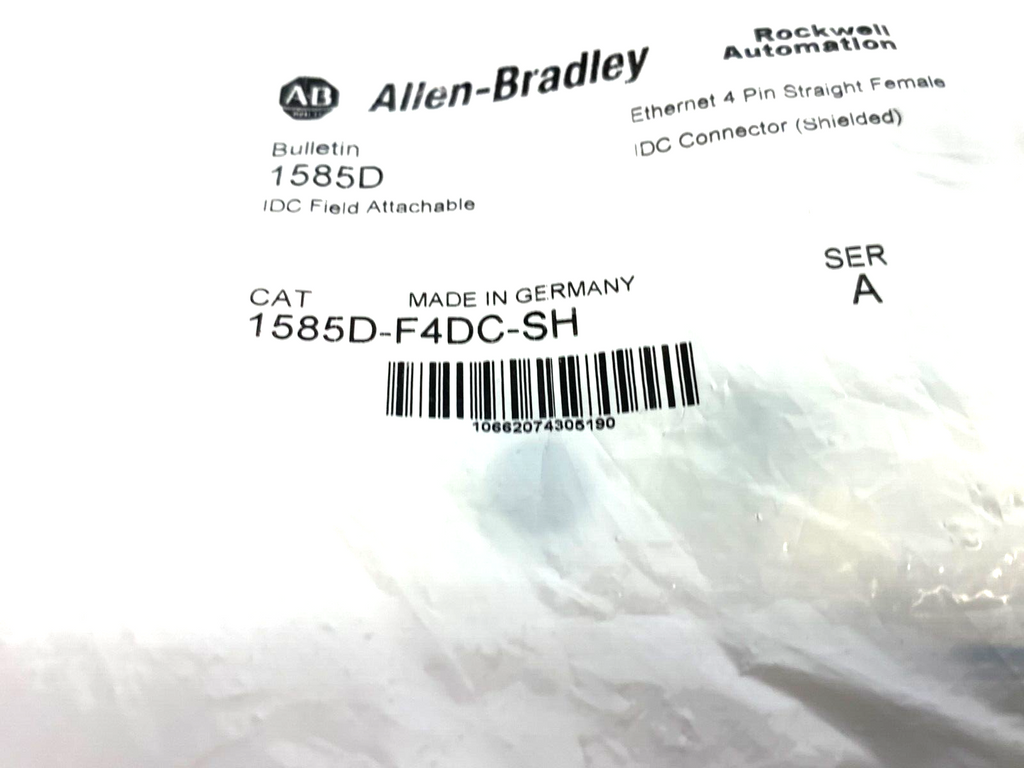 AB
Allen-Bradley
Rockwell
Automation
Ethernet 4 Pin Straight Female
IDC Connector (Shielded)
Bulletin
1585D
IDC Field Attachable
SER
A
CAT
MADE IN GERMANY
1585D-F4DC-SH
10662074305190